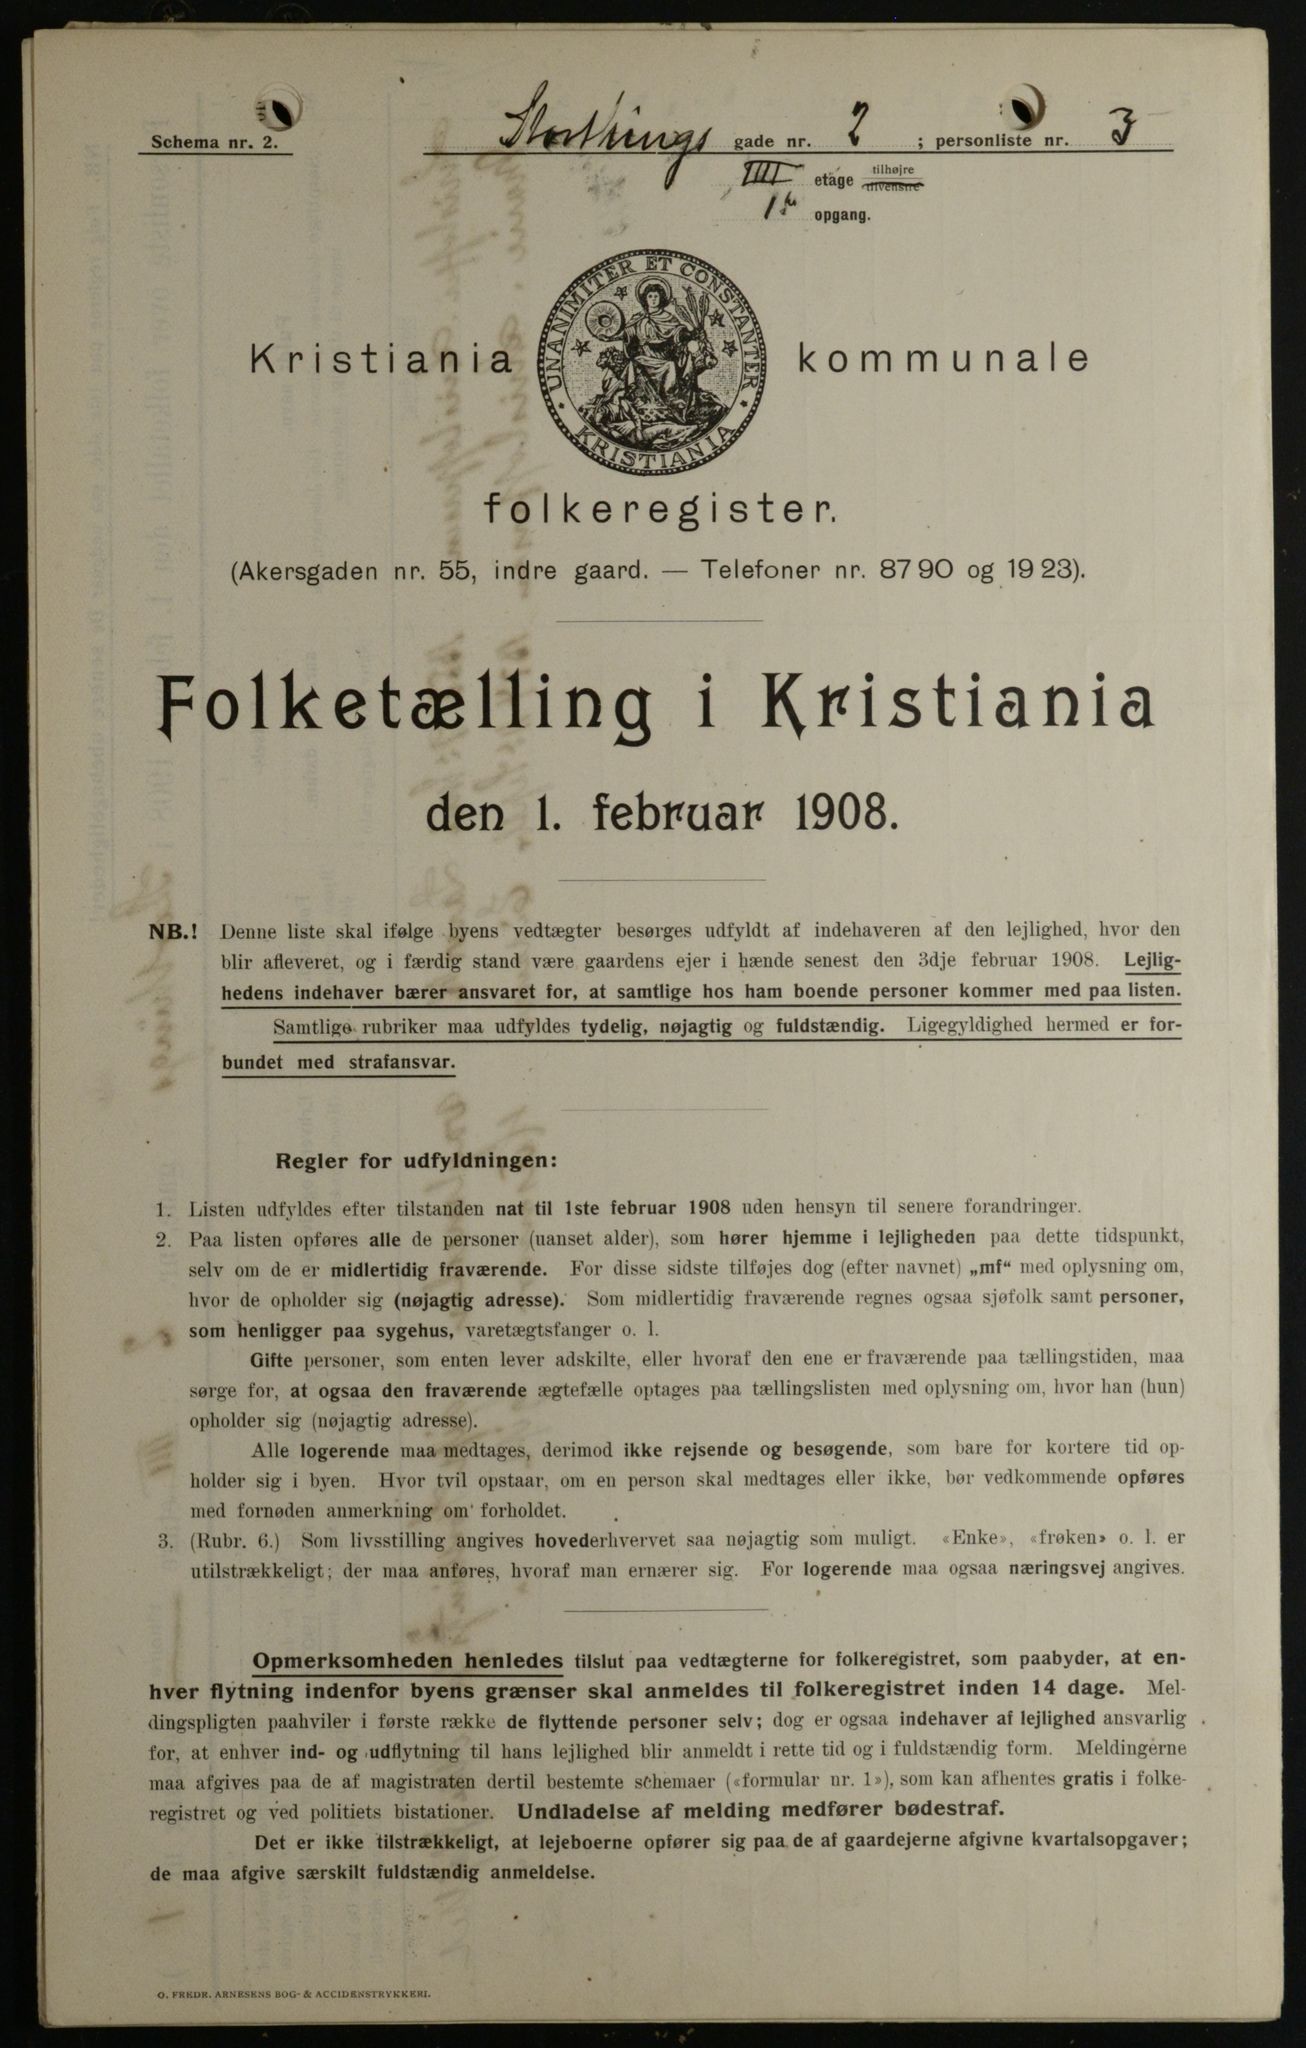 Schema nr. 2.
Storthings gade nr. 2 ; personliste nr. 3
IIII etage tilhøjre
tilvenstre
1ste opgang.
UNANIMITER ET CONSTANTER
KRISTIANIA
Kristiania kommunale
folkeregister.
(Akersgaden nr. 55, indre gaard. — Telefoner nr. 8790 og 1923).
Folketælling i Kristiania
den 1. februar 1908.
NB.! Denne liste skal ifølge byens vedtægter besørges udfyldt af indehaveren af den lejlighed, hvor den
blir afleveret, og i færdig stand være gaardens ejer i hænde senest den 3dje februar 1908. Lejlig-
hedens indehaver bærer ansvaret for, at samtlige hos ham boende personer kommer med paa listen.
Samtlige rubriker maa udfyldes tydelig, nøjagtig og fuldstændig. Ligegyldighed hermed er for-
bundet med strafansvar.
Regler for udfyldningen:
1. Listen udfyldes efter tilstanden nat til 1ste februar 1908 uden hensyn til senere forandringer.
2. Paa listen opføres alle de personer (uanset alder), som hører hjemme i lejligheden paa dette tidspunkt,
selv om de er midlertidig fraværende. For disse sidste tilføjes dog (efter navnet) „mf“ med oplysning om,
hvor de opholder sig (nøjagtig adresse). Som midlertidig fraværende regnes ogsaa sjøfolk samt personer,
som henligger paa sygehus, varetægtsfanger o. l.
Gifte personer, som enten lever adskilte, eller hvoraf den ene er fraværende paa tællingstiden, maa
sørge for, at ogsaa den fraværende ægtefælle optages paa tællingslisten med oplysning om, hvor han (hun)
opholder sig (nøjagtig adresse).
Alle logerende maa medtages, derimod ikke rejsende og besøgende, som bare for kortere tid op-
holder sig i byen. Hvor tvil opstaar, om en person skal medtages eller ikke, bør vedkommende opføres
med fornøden anmerkning om forholdet.
3. (Rubr. 6.) Som livsstilling angives hovederhvervet saa nøjagtig som muligt. «Enke», «frøken» o. l. er
utilstrækkeligt; der maa anføres, hvoraf man ernærer sig. For logerende maa ogsaa næringsvej angives.
Opmerksomheden henledes tilslut paa vedtægterne for folkeregistret, som paabyder, at en-
hver flytning indenfor byens grænser skal anmeldes til folkeregistret inden 14 dage. Mel-
dingspligten paahviler i første række de flyttende personer selv; dog er ogsaa indehaver af lejlighed ansvarlig
for, at enhver ind- og udflytning til hans lejlighed blir anmeldt i rette tid og i fuldstændig form. Meldingerne
maa afgives paa de af magistraten dertil bestemte schemaer («formular nr. 1»), som kan afhentes gratis i folke-
registret og ved politiets bistationer. Undladelse af melding medfører bødestraf.
Det er ikke tilstrækkeligt, at lejeboerne opfører sig paa de af gaardejerne afgivne kvartalsopgaver;
de maa afgive særskilt fuldstændig anmeldelse.
O. FREDR. ARNESENS BOG- & ACCIDENSTRYKKERI.